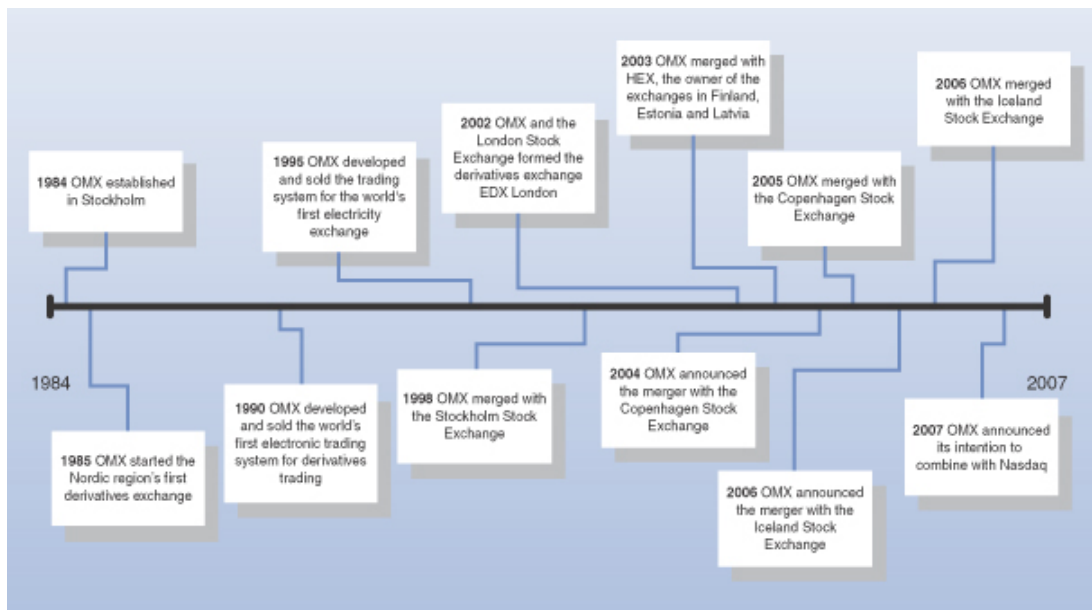 2003 OMX merged with
HEX, the owner of the
exchanges in Finland,
Estonia and Latvia
2006 OMX merged
with the Iceland
Stock Exchange
2002 OMX and the
London Stock
Exchange formed the
derivatives exchange
EDX London
1995 OMX developed
and sold the trading
system for the world's
first electricity
exchange
1984 OMX established
in Stockholm
2005 OMX merged with
the Copenhagen Stock
Exchange
1984
2007
2004 OMX announced
the merger with the
Copenhagen Stock
Exchange
1998 OMX merged with
the Stockholm Stock
Exchange
1990 OMX developed
and sold the world's
first electronic trading
system for derivatives
trading
2007 OMX announced
its intention to
combine with Nasdaq
1985 OMX started the
Nordic region's first
derivatives exchange
2006 OMX announced
the merger with the
Iceland Stock
Exchange